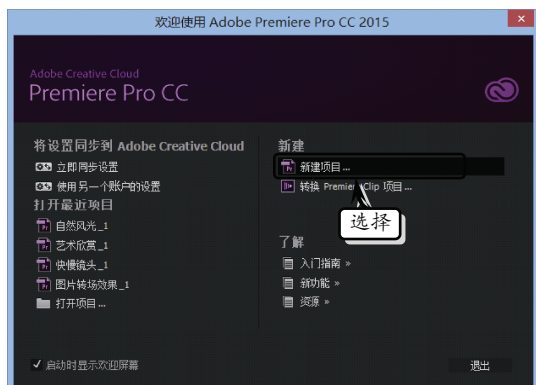 欢迎使用 Adobe Premiere Pro CC 2015
Adobe Creative Cloud
Premiere Pro CC
将设置同步到 Adobe Creative Cloud
立即同步设置
使用另一个账户的设置
打开最近项目
自然风光_1
艺术欣赏_1
快慢镜头_1
图片转场效果_1
打开项目...
新建
新建项目...
转换 Premiere Clip 项目...
选择
了解
入门指南 »
新功能 »
资源 »
启动时显示欢迎屏幕
退出